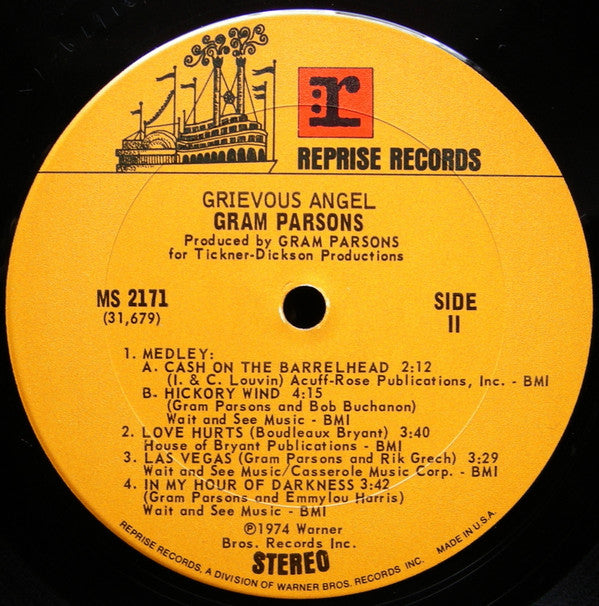 r
REPRISE RECORDS
GRIEVOUS ANGEL
GRAM PARSONS
Produced by GRAM PARSONS
for Tickner-Dickson Productions
MS 2171
(31,679)
SIDE
II
1. MEDLEY:
A. CASH ON THE BARRELHEAD 2:12
(I. & C. Louvin) Acuff-Rose Publications, Inc. - BMI
B. HICKORY WIND 4:15
(Gram Parsons and Bob Buchanon)
Wait and See Music - BMI
2. LOVE HURTS (Boudleaux Bryant) 3:40
House of Bryant Publications - BMI
3. LAS VEGAS (Gram Parsons and Rik Grech) 3:29
Wait and See Music/Casserole Music Corp. - BMI
4. IN MY HOUR OF DARKNESS 3:42
(Gram Parsons and Emmylou Harris)
Wait and See Music - BMI
℗1974 Warner
Bros. Records Inc.
STEREO
REPRISE RECORDS, A DIVISION OF WARNER BROS. RECORDS INC. MADE IN U.S.A.